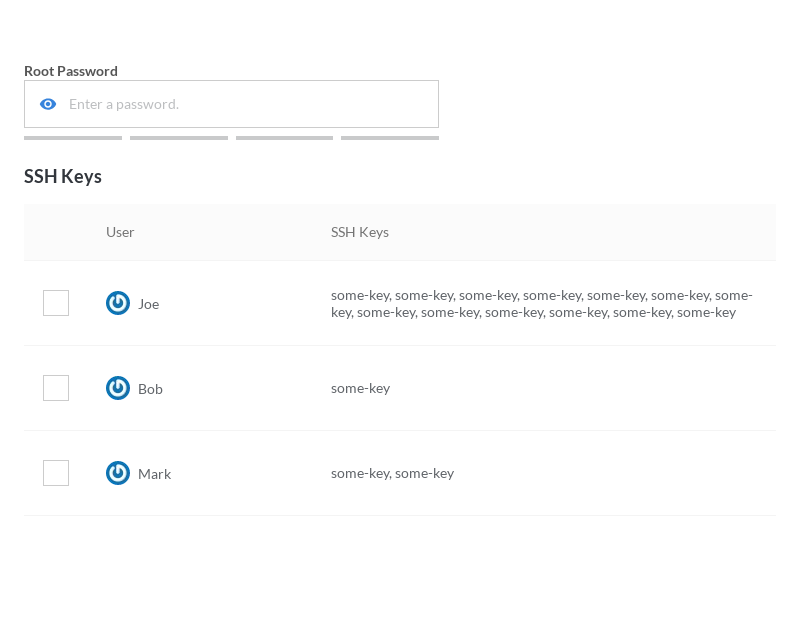 Root Password
Enter a password.
SSH Keys
User SSH Keys
Joe some-key, some-key, some-key, some-key, some-key, some-key, some-
key, some-key, some-key, some-key, some-key, some-key, some-key
Bob some-key
Mark some-key, some-key